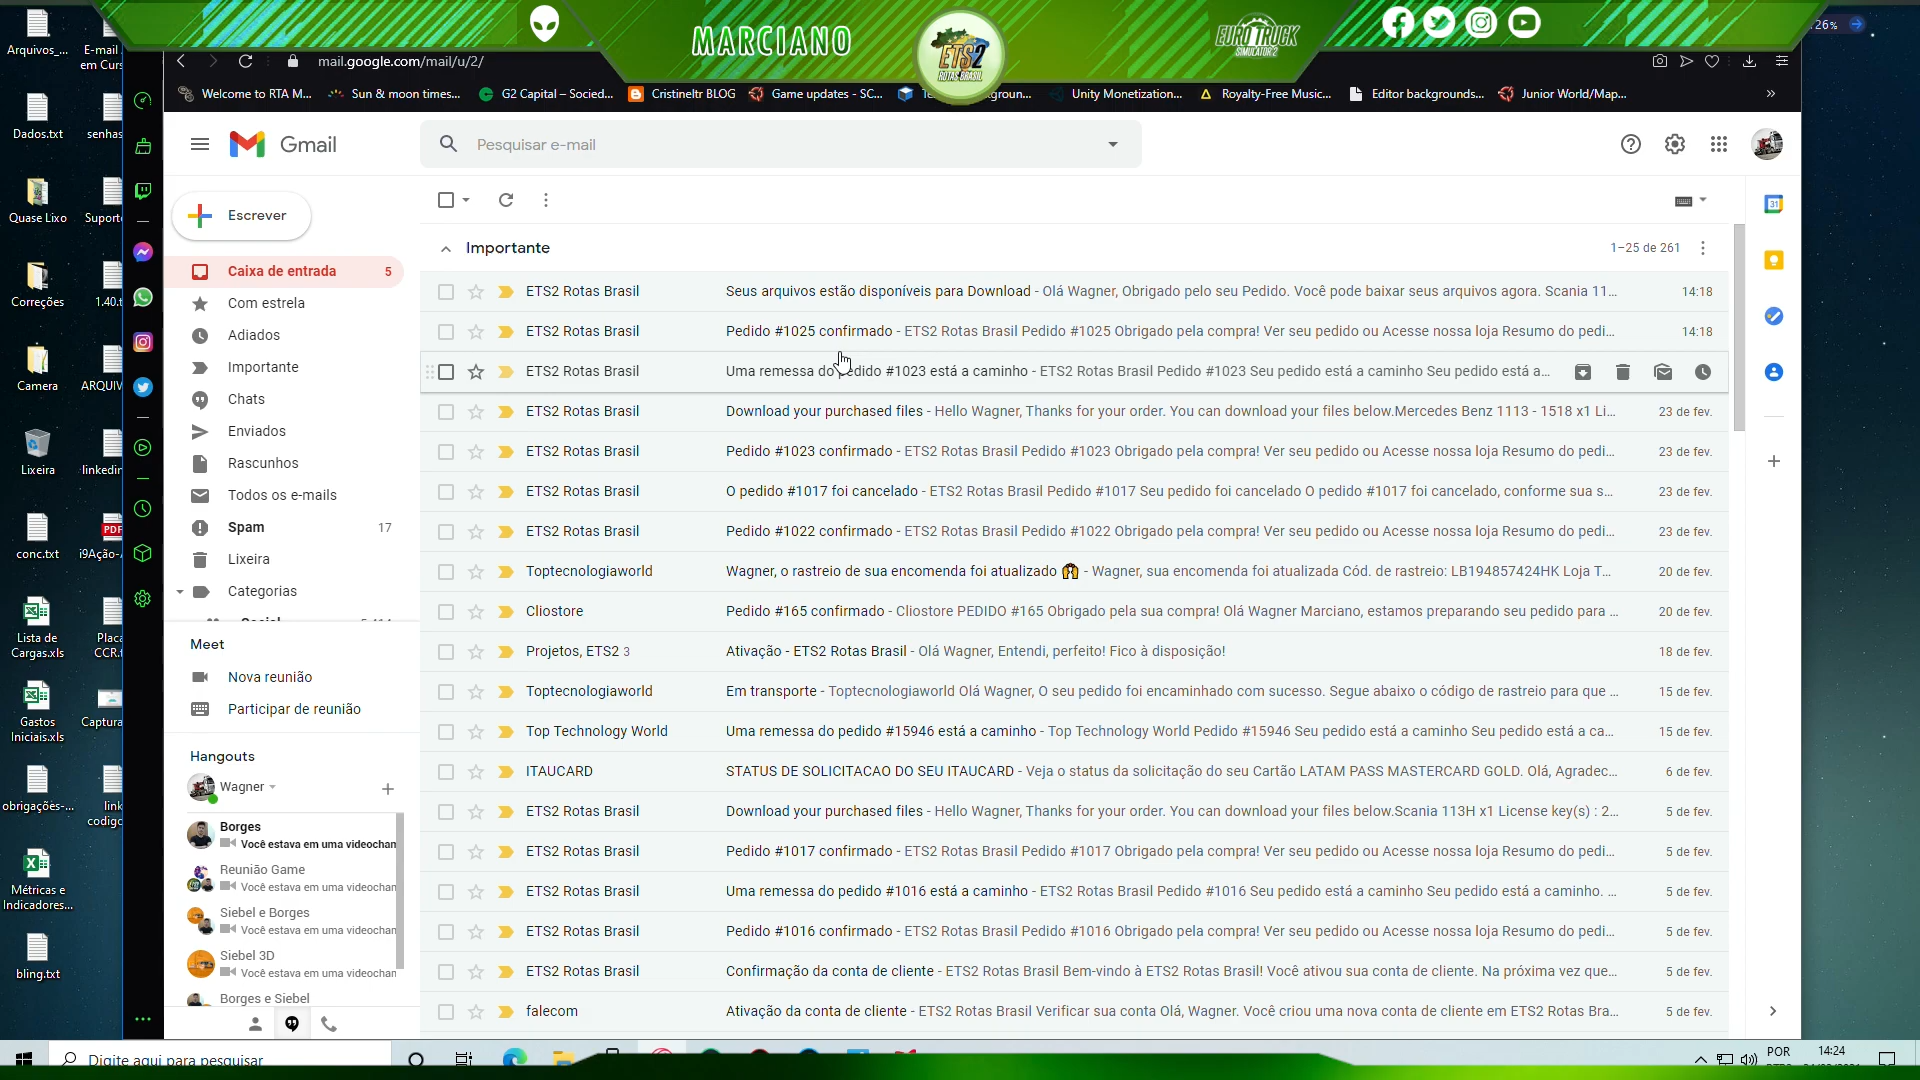 MARCIANO
ETS2
ROTAS BRASIL
EURO TRUCK
SIMULATOR 2
26%
mail.google.com/mail/u/2/
Welcome to RTA M...
Sun & moon times...
G2 Capital – Socied...
Cristineltr BLOG
Game updates - SC...
Unity Monetization...
Royalty-Free Music...
Editor backgrounds...
Junior World/Map...
Arquivos_...
E-mail
em Curs
Dados.txt
senhas
Quase Lixo
Suport
Correções
1.40.t
Camera
ARQUIV
Lixeira
linkedin
conc.txt
i9Ação-
PDF
Lista de
Cargas.xls
Placa
CCR.t
Gastos
Iniciais.xls
Captura
obrigações-...
link
codigo
Métricas e
Indicadores...
bling.txt
Gmail
Pesquisar e-mail
Escrever
Caixa de entrada 5
Com estrela
Adiados
Importante
Chats
Enviados
Rascunhos
Todos os e-mails
Spam 17
Lixeira
Categorias
Meet
Nova reunião
Participar de reunião
Hangouts
Wagner
Borges
Você estava em uma videochan
Reunião Game
Você estava em uma videochan
Siebel e Borges
Você estava em uma videochan
Siebel 3D
Você estava em uma videochan
Borges e Siebel
Importante 1–25 de 261
ETS2 Rotas Brasil Seus arquivos estão disponíveis para Download - Olá Wagner, Obrigado pelo seu Pedido. Você pode baixar seus arquivos agora. Scania 11... 14:18
ETS2 Rotas Brasil Pedido #1025 confirmado - ETS2 Rotas Brasil Pedido #1025 Obrigado pela compra! Ver seu pedido ou Acesse nossa loja Resumo do pedi... 14:18
ETS2 Rotas Brasil Uma remessa do pedido #1023 está a caminho - ETS2 Rotas Brasil Pedido #1023 Seu pedido está a caminho Seu pedido está a...
ETS2 Rotas Brasil Download your purchased files - Hello Wagner, Thanks for your order. You can download your files below.Mercedes Benz 1113 - 1518 x1 Li... 23 de fev.
ETS2 Rotas Brasil Pedido #1023 confirmado - ETS2 Rotas Brasil Pedido #1023 Obrigado pela compra! Ver seu pedido ou Acesse nossa loja Resumo do pedi... 23 de fev.
ETS2 Rotas Brasil O pedido #1017 foi cancelado - ETS2 Rotas Brasil Pedido #1017 Seu pedido foi cancelado O pedido #1017 foi cancelado, conforme sua s... 23 de fev.
ETS2 Rotas Brasil Pedido #1022 confirmado - ETS2 Rotas Brasil Pedido #1022 Obrigado pela compra! Ver seu pedido ou Acesse nossa loja Resumo do pedi... 23 de fev.
Toptecnologiaworld Wagner, o rastreio de sua encomenda foi atualizado - Wagner, sua encomenda foi atualizada Cód. de rastreio: LB194857424HK Loja T... 20 de fev.
Cliostore Pedido #165 confirmado - Cliostore PEDIDO #165 Obrigado pela sua compra! Olá Wagner Marciano, estamos preparando seu pedido para ... 20 de fev.
Projetos, ETS2 3 Ativação - ETS2 Rotas Brasil - Olá Wagner, Entendi, perfeito! Fico à disposição! 18 de fev.
Toptecnologiaworld Em transporte - Toptecnologiaworld Olá Wagner, O seu pedido foi encaminhado com sucesso. Segue abaixo o código de rastreio para que ... 15 de fev.
Top Technology World Uma remessa do pedido #15946 está a caminho - Top Technology World Pedido #15946 Seu pedido está a caminho Seu pedido está a ca... 15 de fev.
ITAUCARD STATUS DE SOLICITACAO DO SEU ITAUCARD - Veja o status da solicitação do seu Cartão LATAM PASS MASTERCARD GOLD. Olá, Agradec... 6 de fev.
ETS2 Rotas Brasil Download your purchased files - Hello Wagner, Thanks for your order. You can download your files below.Scania 113H x1 License key(s) : 2... 5 de fev.
ETS2 Rotas Brasil Pedido #1017 confirmado - ETS2 Rotas Brasil Pedido #1017 Obrigado pela compra! Ver seu pedido ou Acesse nossa loja Resumo do pedi... 5 de fev.
ETS2 Rotas Brasil Uma remessa do pedido #1016 está a caminho - ETS2 Rotas Brasil Pedido #1016 Seu pedido está a caminho Seu pedido está a caminho. ... 5 de fev.
ETS2 Rotas Brasil Pedido #1016 confirmado - ETS2 Rotas Brasil Pedido #1016 Obrigado pela compra! Ver seu pedido ou Acesse nossa loja Resumo do pedi... 5 de fev.
ETS2 Rotas Brasil Confirmação da conta de cliente - ETS2 Rotas Brasil Bem-vindo à ETS2 Rotas Brasil! Você ativou sua conta de cliente. Na próxima vez que... 5 de fev.
falecom Ativação da conta de cliente - ETS2 Rotas Brasil Verificar sua conta Olá, Wagner. Você criou uma nova conta de cliente em ETS2 Rotas Bra... 5 de fev.
31
Digite aqui para pesquisar
POR
14:24